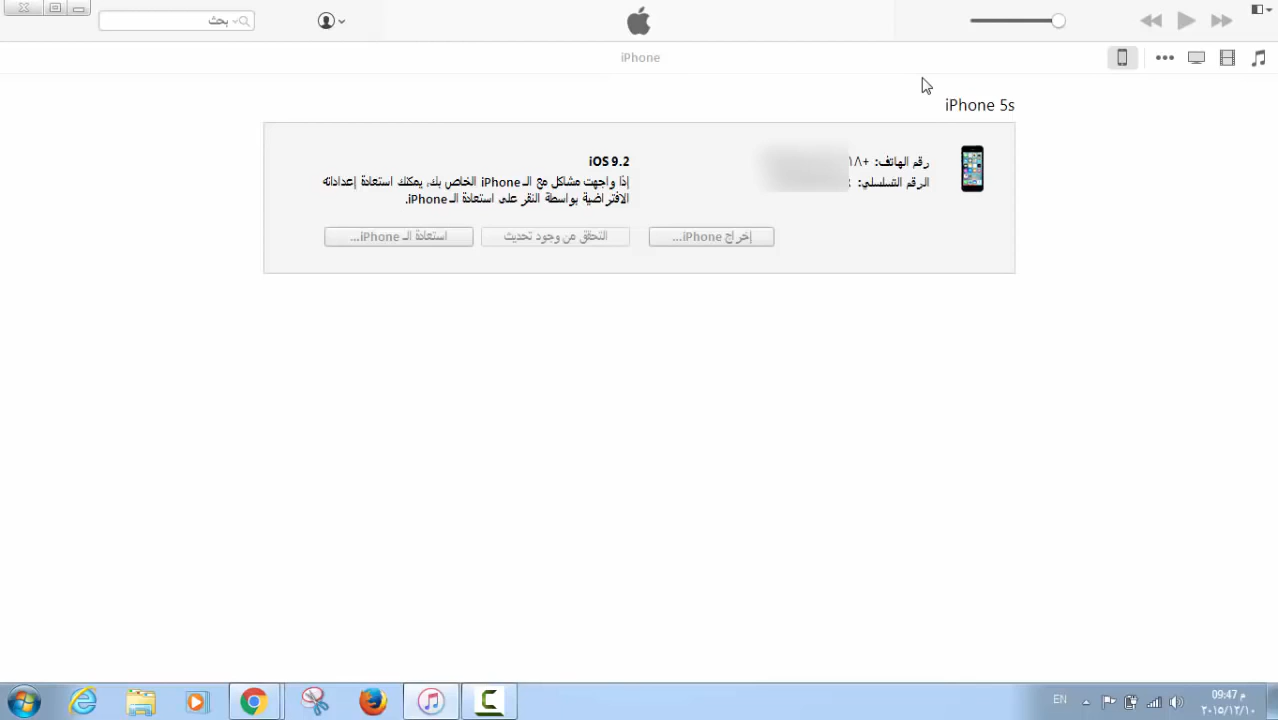 بحث
iPhone
iPhone 5s
رقم الهاتف: +١٨
الرقم التسلسلي:
iOS 9.2
إذا واجهت مشاكل مع الـ iPhone الخاص بك، يمكنك استعادة إعداداته
الافتراضية بواسطة النقر على استعادة الـ iPhone.
إخراج iPhone...
التحقق من وجود تحديث
استعادة الـ iPhone...
EN
09:47 م
٢٠١٥/١٢/١٠